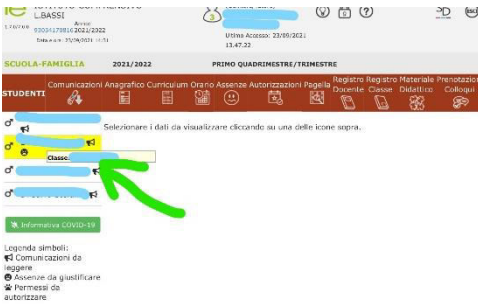 ISTITUTO COMPRENSIVO
L.BASSI
Anno:
2021/2022
Ultimo Accesso: 23/09/2021
13.47.22
SCUOLA-FAMIGLIA 2021/2022 PRIMO QUADRIMESTRE/TRIMESTRE
STUDENTI Comunicazioni Anagrafico Curriculum Orario Assenze Autorizzazioni Pagella Registro Docente Registro Classe Materiale Didattico Prenotazion Colloqui
Selezionare i dati da visualizzare cliccando su una delle icone sopra.
Classe:
Informativa COVID-19
Legenda simboli:
Comunicazioni da
leggere
Assenze da giustificare
Permessi da
autorizzare